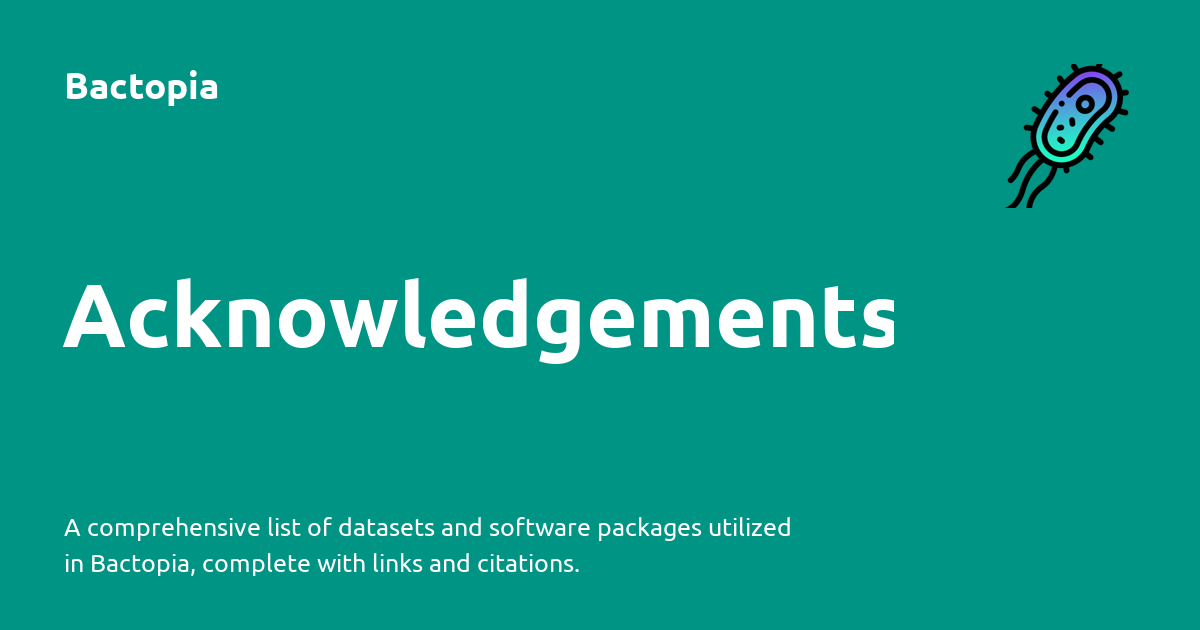 Bactopia
Acknowledgements
A comprehensive list of datasets and software packages utilized
in Bactopia, complete with links and citations.